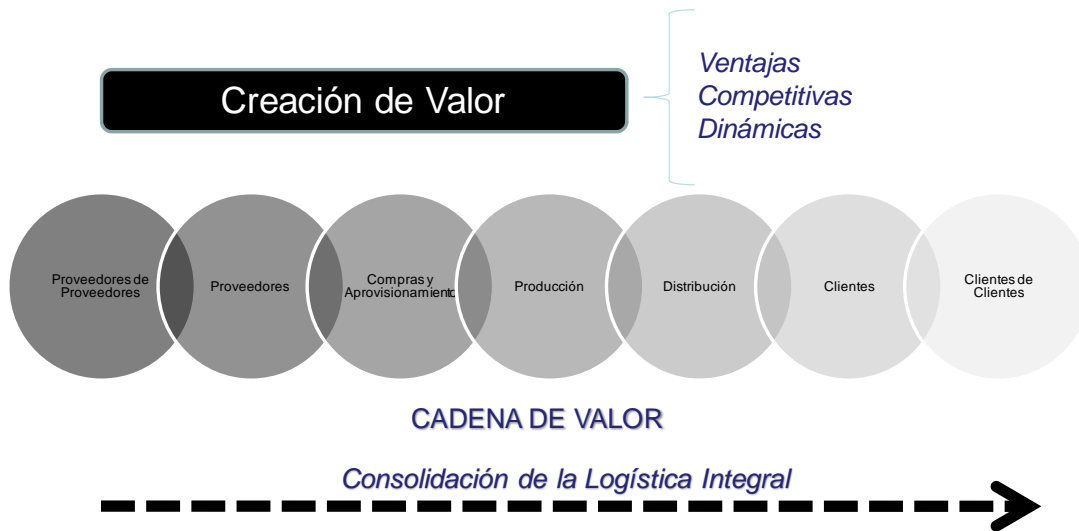 Creación de Valor
Ventajas
Competitivas
Dinámicas
Proveedores de
Proveedores
Proveedores
Compras y
Aprovisionamiento
Producción
Distribución
Clientes
Clientes de
Clientes
CADENA DE VALOR
Consolidación de la Logística Integral